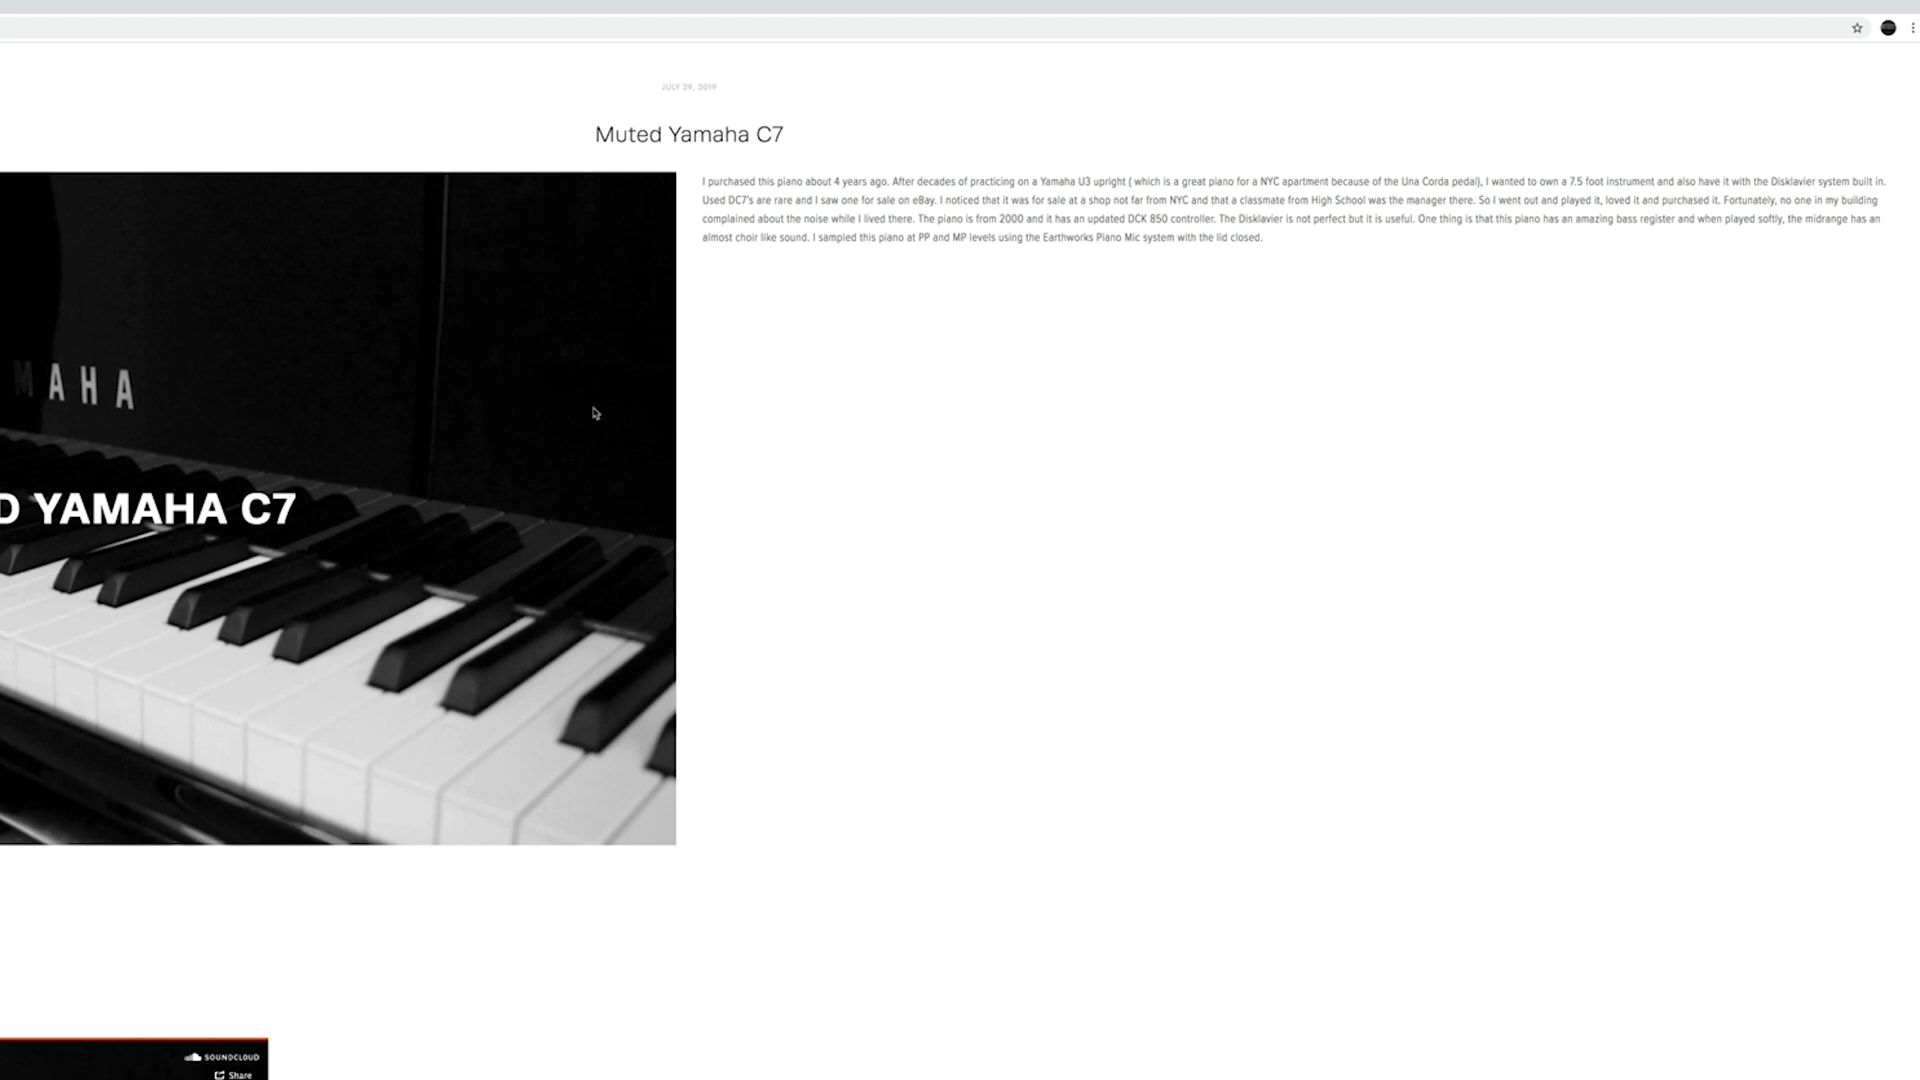 JULY 29, 2019
Muted Yamaha C7
I purchased this piano about 4 years ago. After decades of practicing on a Yamaha U3 upright ( which is a great piano for a NYC apartment because of the Una Corda pedal), I wanted to own a 7.5 foot instrument and also have it with the Disklavier system built in.
Used DC7's are rare and I saw one for sale on eBay. I noticed that it was for sale at a shop not far from NYC and that a classmate from High School was the manager there. So I went out and played it, loved it and purchased it. Fortunately, no one in my building
complained about the noise while I lived there. The piano is from 2000 and it has an updated DCK 850 controller. The Disklavier is not perfect but it is useful. One thing is that this piano has an amazing bass register and when played softly, the midrange has an
almost choir like sound. I sampled this piano at PP and MP levels using the Earthworks Piano Mic system with the lid closed.
MAHA
D YAMAHA C7
SOUNDCLOUD
Share